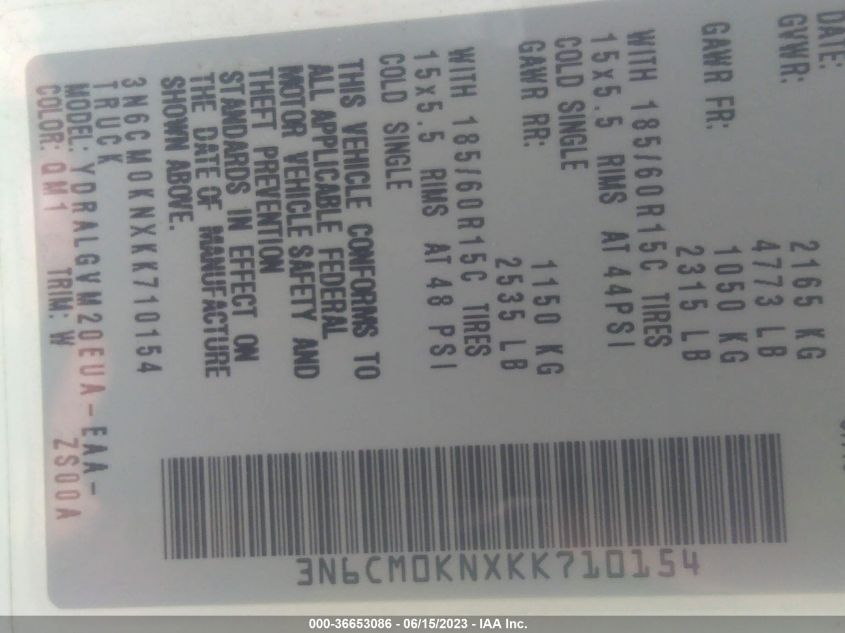 DATE:
GVWR: 2165 KG
4773 LB
GAWR FR: 1050 KG
2315 LB
WITH 185/60R15C TIRES
15x5.5 RIMS AT 44PSI
COLD SINGLE
GAWR RR: 1150 KG
2535 LB
WITH 185/60R15C TIRES
15x5.5 RIMS AT 48 PSI
COLD SINGLE
THIS VEHICLE CONFORMS TO
ALL APPLICABLE FEDERAL
MOTOR VEHICLE SAFETY AND
THEFT PREVENTION
STANDARDS IN EFFECT ON
THE DATE OF MANUFACTURE
SHOWN ABOVE.
3N6CM0KNXKK710154
TRUCK
MODEL: YDRALGVM20EUA-EAA-
COLOR: QM1 TRIM: W ZS00A
3N6CM0KNXKK710154
000-36653086 - 06/15/2023 - IAA Inc.